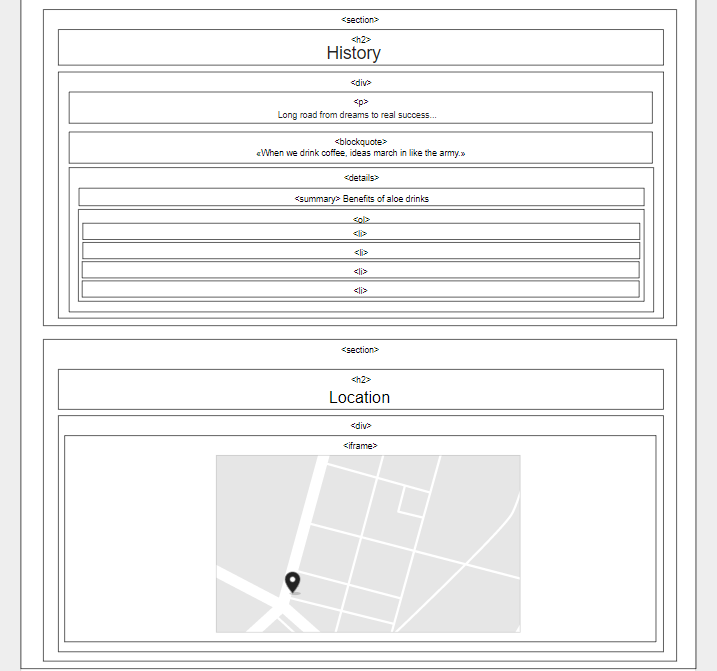 <section>
<h2>
History
<div>
<p>
Long road from dreams to real success...
<blockquote>
«When we drink coffee, ideas march in like the army.»
<details>
<summary> Benefits of aloe drinks
<ol>
<li>
<li>
<li>
<li>
<section>
<h2>
Location
<div>
<iframe>